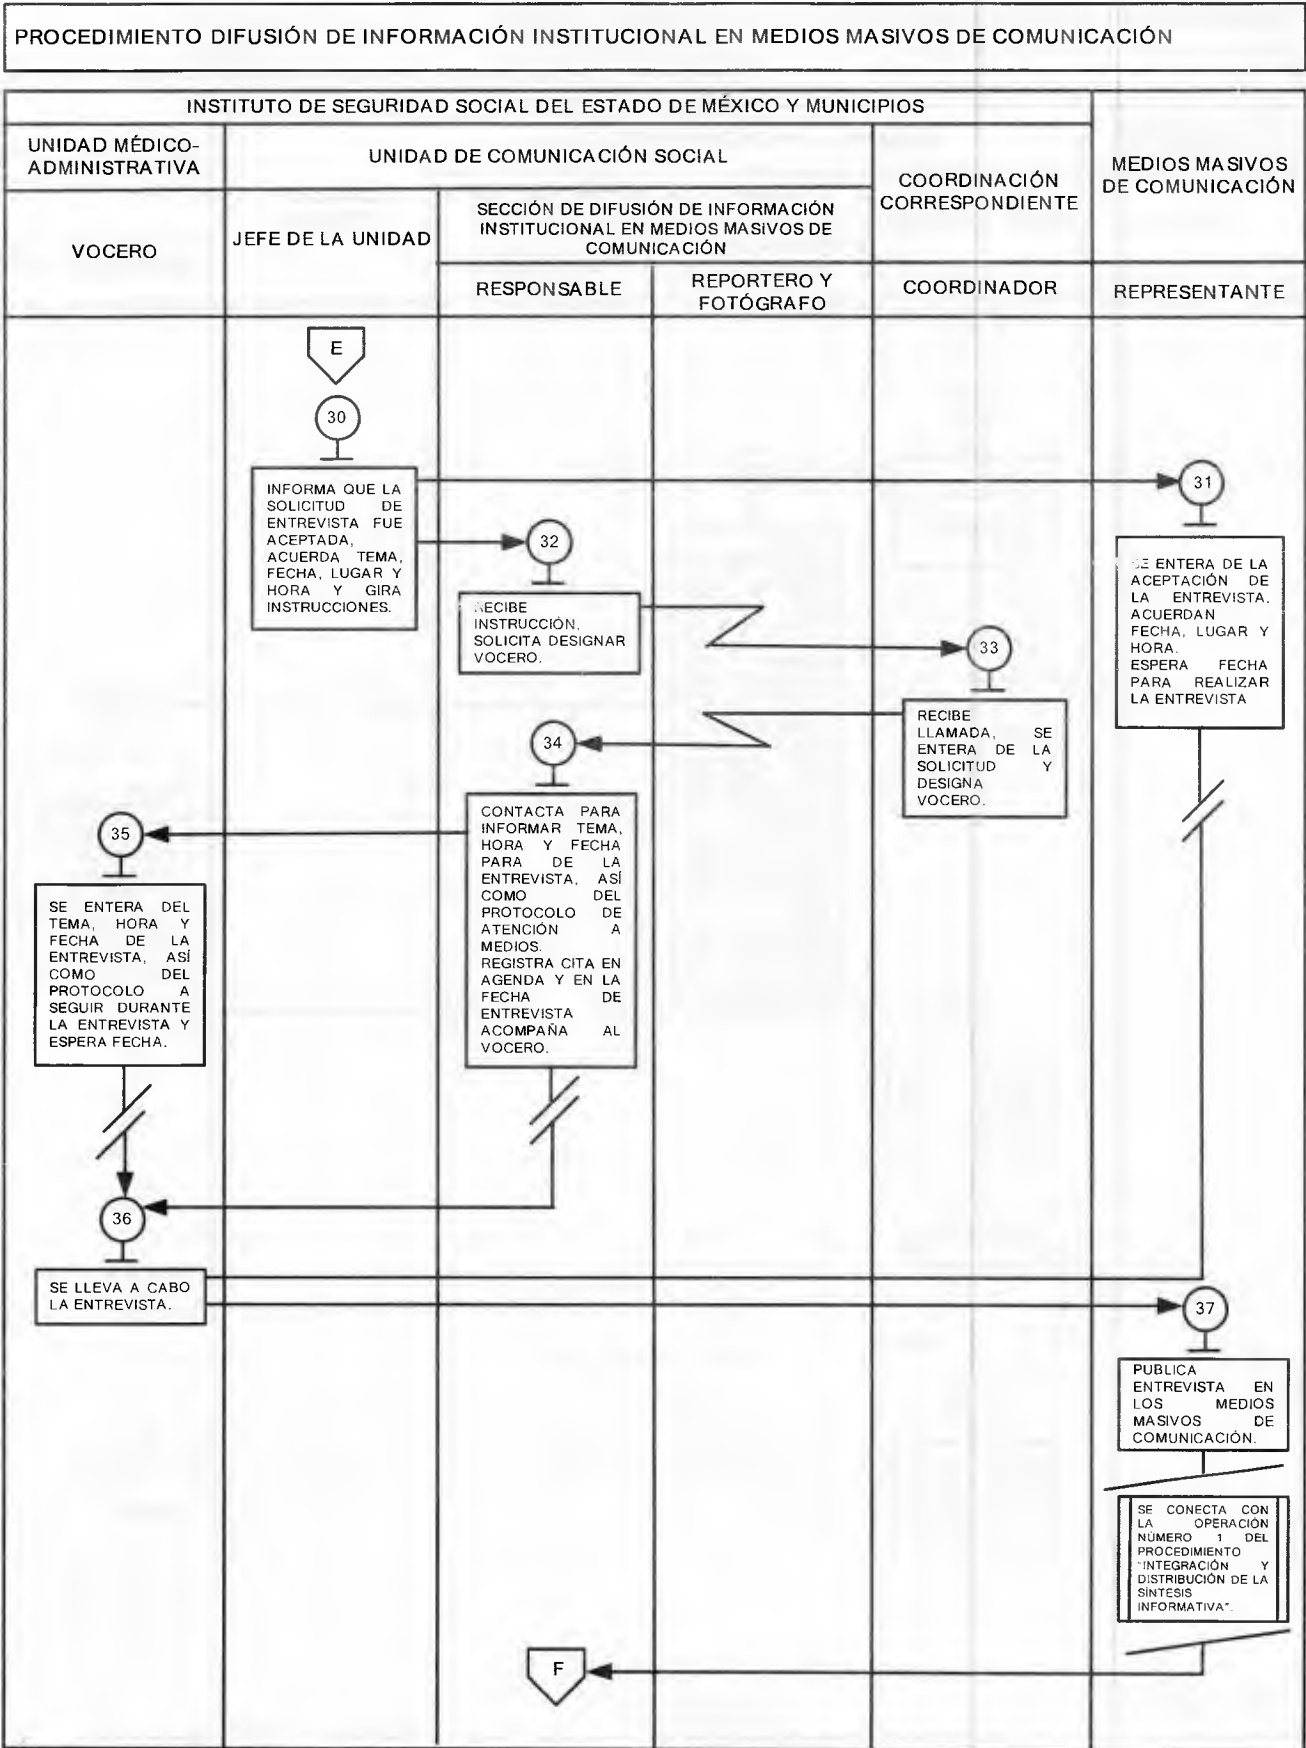 PROCEDIMIENTO DIFUSIÓN DE INFORMACIÓN INSTITUCIONAL EN MEDIOS MASIVOS DE COMUNICACIÓN
INSTITUTO DE SEGURIDAD SOCIAL DEL ESTADO DE MÉXICO Y MUNICIPIOS
UNIDAD MÉDICO-
ADMINISTRATIVA
UNIDAD DE COMUNICACIÓN SOCIAL
COORDINACIÓN
CORRESPONDIENTE
MEDIOS MASIVOS
DE COMUNICACIÓN
VOCERO
JEFE DE LA UNIDAD
SECCIÓN DE DIFUSIÓN DE INFORMACIÓN
INSTITUCIONAL EN MEDIOS MASIVOS DE
COMUNICACIÓN
RESPONSABLE
REPORTERO Y
FOTÓGRAFO
COORDINADOR
REPRESENTANTE
E
30
INFORMA QUE LA
SOLICITUD DE
ENTREVISTA FUE
ACEPTADA,
ACUERDA TEMA,
FECHA, LUGAR Y
HORA Y GIRA
INSTRUCCIONES.
31
SE ENTERA DE LA
ACEPTACIÓN DE
LA ENTREVISTA.
ACUERDAN
FECHA, LUGAR Y
HORA.
ESPERA FECHA
PARA REALIZAR
LA ENTREVISTA
32
RECIBE
INSTRUCCIÓN,
SOLICITA DESIGNAR
VOCERO.
33
RECIBE
LLAMADA, SE
ENTERA DE LA
SOLICITUD Y
DESIGNA
VOCERO.
34
CONTACTA PARA
INFORMAR TEMA,
HORA Y FECHA
PARA DE LA
ENTREVISTA, ASÍ
COMO DEL
PROTOCOLO DE
ATENCIÓN A
MEDIOS.
REGISTRA CITA EN
AGENDA Y EN LA
FECHA DE
ENTREVISTA
ACOMPAÑA AL
VOCERO.
35
SE ENTERA DEL
TEMA, HORA Y
FECHA DE LA
ENTREVISTA, ASÍ
COMO DEL
PROTOCOLO A
SEGUIR DURANTE
LA ENTREVISTA Y
ESPERA FECHA.
36
SE LLEVA A CABO
LA ENTREVISTA.
37
PUBLICA
ENTREVISTA EN
LOS MEDIOS
MASIVOS DE
COMUNICACIÓN.
SE CONECTA CON
LA OPERACIÓN
NÚMERO 1 DEL
PROCEDIMIENTO
"INTEGRACIÓN Y
DISTRIBUCIÓN DE LA
SÍNTESIS
INFORMATIVA".
F